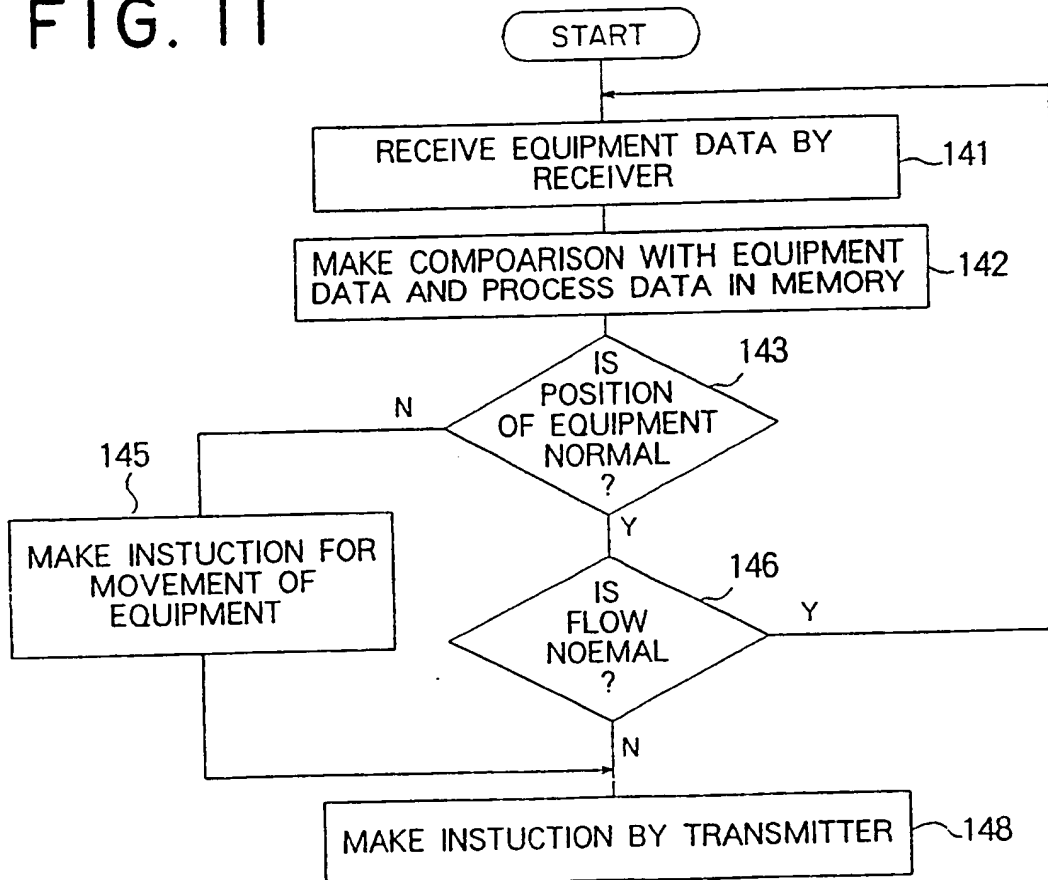 FIG. 11
START
RECEIVE EQUIPMENT DATA BY
RECEIVER
141
MAKE COMPOARISON WITH EQUIPMENT
DATA AND PROCESS DATA IN MEMORY
142
IS
POSITION
OF EQUIPMENT
NORMAL
?
143
N
Y
145
MAKE INSTUCTION FOR
MOVEMENT OF
EQUIPMENT
IS
FLOW
NOEMAL
?
146
Y
N
MAKE INSTUCTION BY TRANSMITTER
148